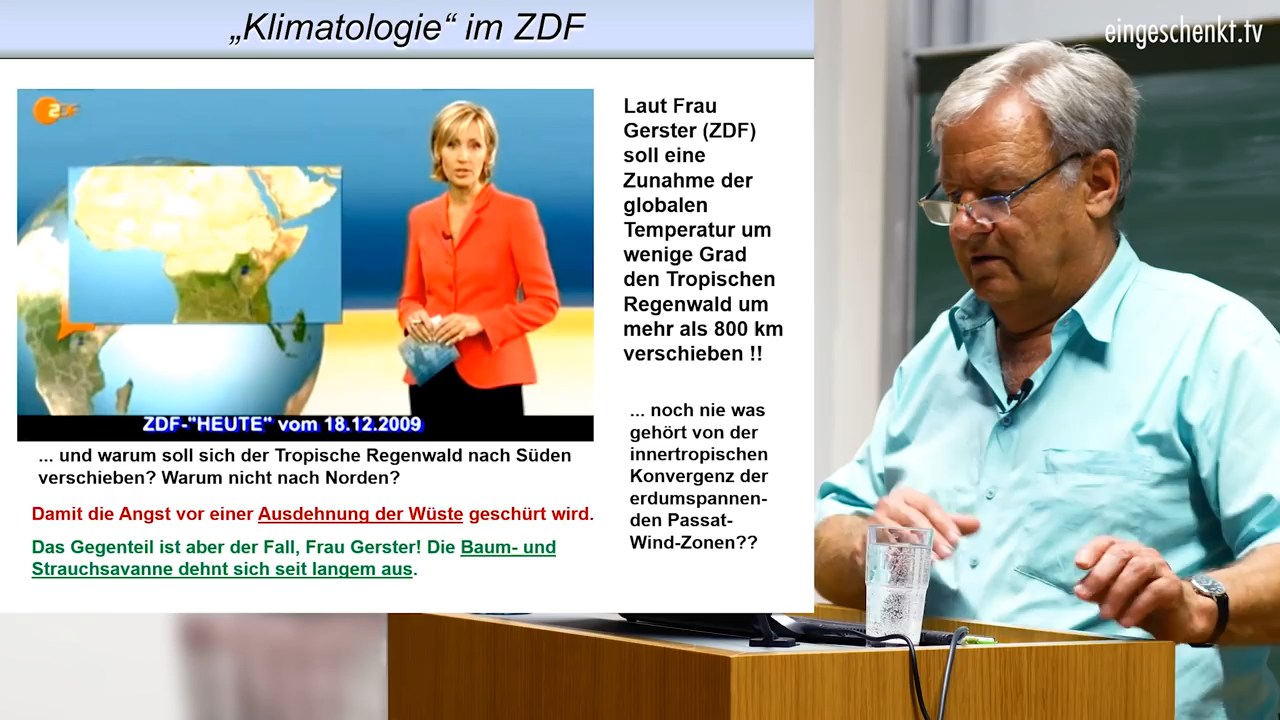 „Klimatologie“ im ZDF
eingeschenkt.tv
ZDF
ZDF-"HEUTE" vom 18.12.2009
Laut Frau
Gerster (ZDF)
soll eine
Zunahme der
globalen
Temperatur um
wenige Grad
den Tropischen
Regenwald um
mehr als 800 km
verschieben !!
... noch nie was
gehört von der
innertropischen
Konvergenz der
erdumspannen-
den Passat-
Wind-Zonen??
... und warum soll sich der Tropische Regenwald nach Süden
verschieben? Warum nicht nach Norden?
Damit die Angst vor einer Ausdehnung der Wüste geschürt wird.
Das Gegenteil ist aber der Fall, Frau Gerster! Die Baum- und
Strauchsavanne dehnt sich seit langem aus.